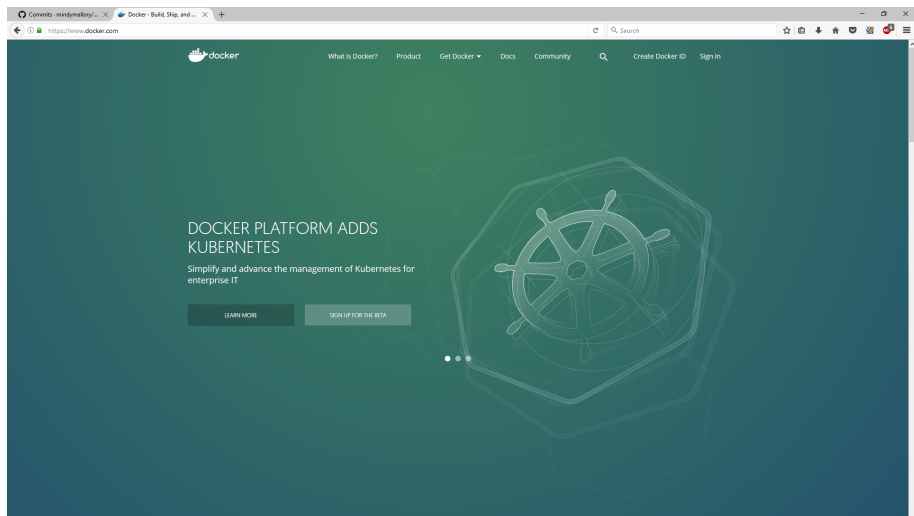 Commits · mindymallory/...
Docker - Build, Ship, and ...
https://www.docker.com
Search
docker
What is Docker?
Product
Get Docker
Docs
Community
Create Docker ID
Sign In
DOCKER PLATFORM ADDS
KUBERNETES
Simplify and advance the management of Kubernetes for
enterprise IT
LEARN MORE
SIGN UP FOR THE BETA